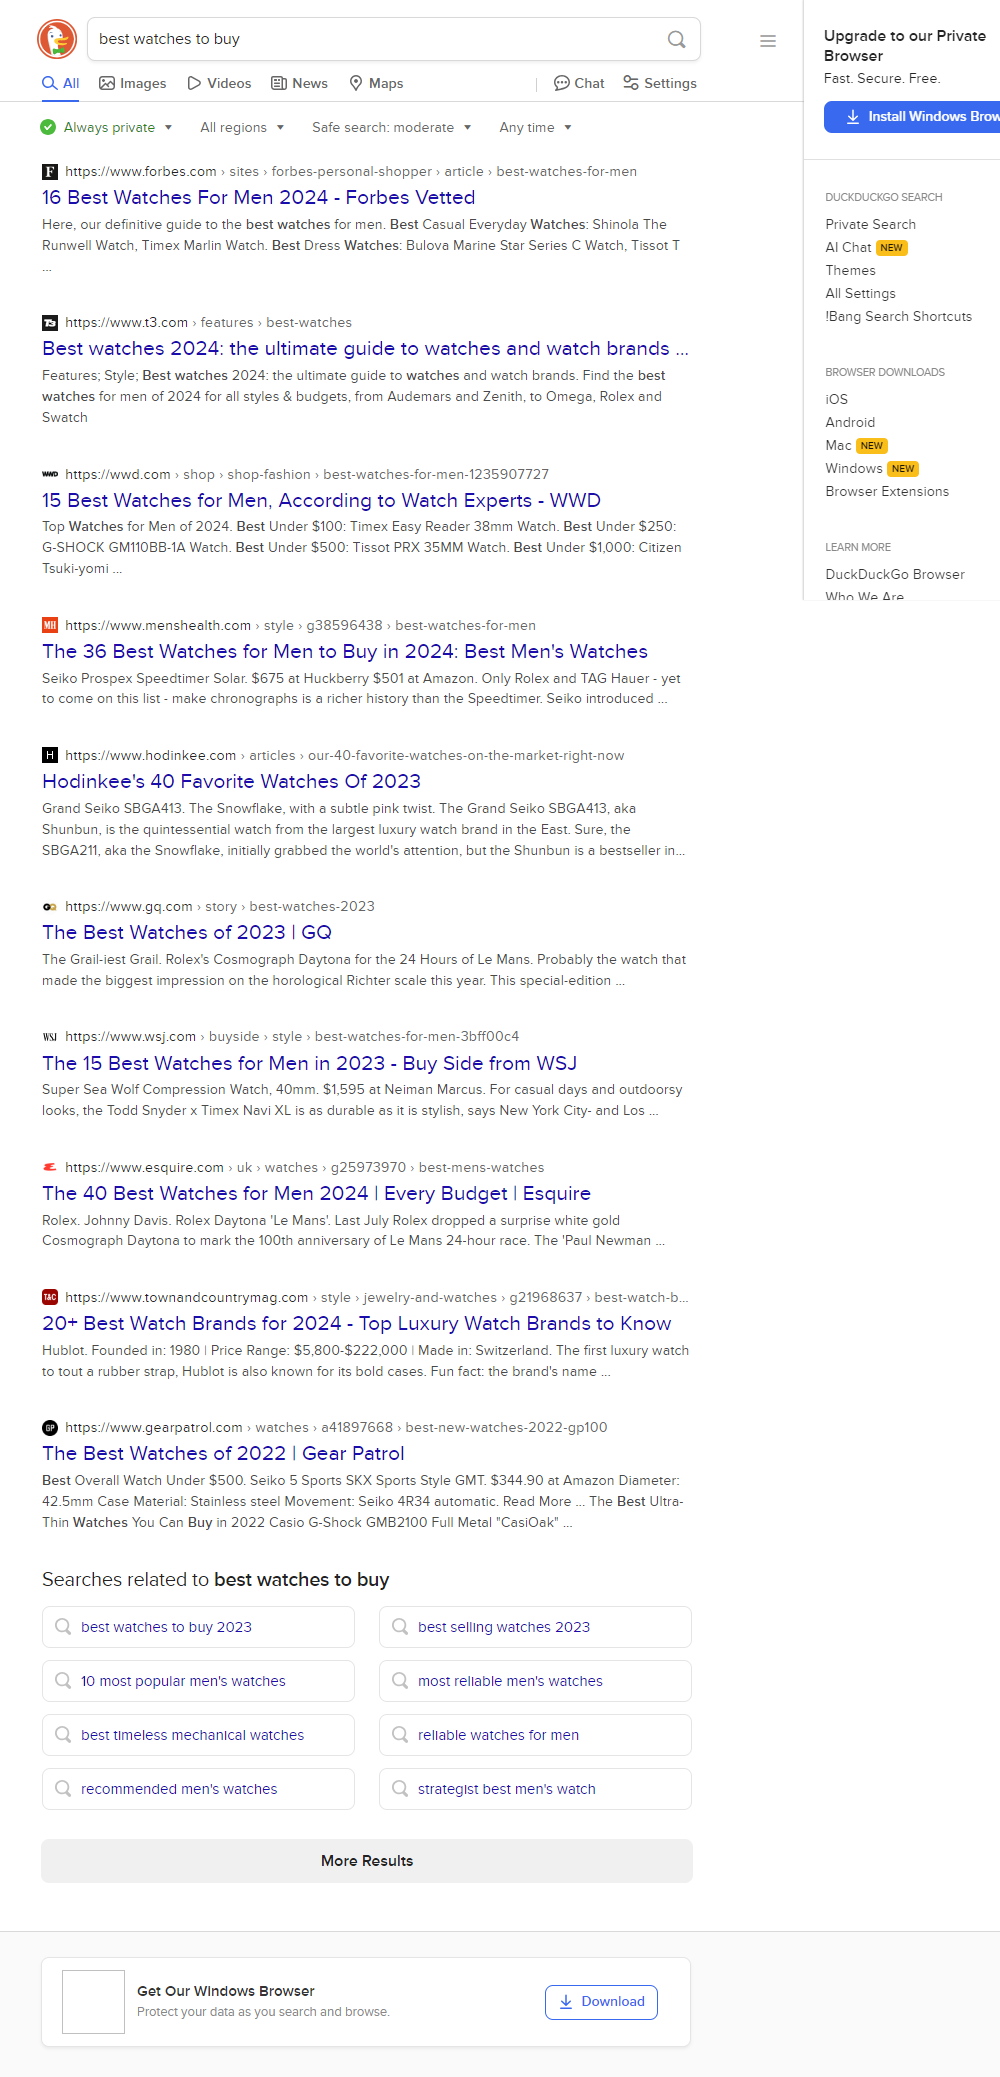 best watches to buy
All Images Videos News Maps Chat Settings
Always private All regions Safe search: moderate Any time
https://www.forbes.com › sites › forbes-personal-shopper › article › best-watches-for-men
16 Best Watches For Men 2024 - Forbes Vetted
Here, our definitive guide to the best watches for men. Best Casual Everyday Watches: Shinola The
Runwell Watch, Timex Marlin Watch. Best Dress Watches: Bulova Marine Star Series C Watch, Tissot T
...
https://www.t3.com › features › best-watches
Best watches 2024: the ultimate guide to watches and watch brands ...
Features; Style; Best watches 2024: the ultimate guide to watches and watch brands. Find the best
watches for men of 2024 for all styles & budgets, from Audemars and Zenith, to Omega, Rolex and
Swatch
https://wwd.com › shop › shop-fashion › best-watches-for-men-1235907727
15 Best Watches for Men, According to Watch Experts - WWD
Top Watches for Men of 2024. Best Under $100: Timex Easy Reader 38mm Watch. Best Under $250:
G-SHOCK GM110BB-1A Watch. Best Under $500: Tissot PRX 35MM Watch. Best Under $1,000: Citizen
Tsuki-yomi ...
MH https://www.menshealth.com › style › g38596438 › best-watches-for-men
The 36 Best Watches for Men to Buy in 2024: Best Men's Watches
Seiko Prospex Speedtimer Solar. $675 at Huckberry $501 at Amazon. Only Rolex and TAG Hauer - yet
to come on this list - make chronographs is a richer history than the Speedtimer. Seiko introduced ...
H https://www.hodinkee.com › articles › our-40-favorite-watches-on-the-market-right-now
Hodinkee's 40 Favorite Watches Of 2023
Grand Seiko SBGA413. The Snowflake, with a subtle pink twist. The Grand Seiko SBGA413, aka
Shunbun, is the quintessential watch from the largest luxury watch brand in the East. Sure, the
SBGA211, aka the Snowflake, initially grabbed the world's attention, but the Shunbun is a bestseller in...
GQ https://www.gq.com › story › best-watches-2023
The Best Watches of 2023 | GQ
The Grail-iest Grail. Rolex's Cosmograph Daytona for the 24 Hours of Le Mans. Probably the watch that
made the biggest impression on the horological Richter scale this year. This special-edition ...
WSJ https://www.wsj.com › buyside › style › best-watches-for-men-3bff00c4
The 15 Best Watches for Men in 2023 - Buy Side from WSJ
Super Sea Wolf Compression Watch, 40mm. $1,595 at Neiman Marcus. For casual days and outdoorsy
looks, the Todd Snyder x Timex Navi XL is as durable as it is stylish, says New York City- and Los ...
https://www.esquire.com › uk › watches › g25973970 › best-mens-watches
The 40 Best Watches for Men 2024 | Every Budget | Esquire
Rolex. Johnny Davis. Rolex Daytona 'Le Mans'. Last July Rolex dropped a surprise white gold
Cosmograph Daytona to mark the 100th anniversary of Le Mans 24-hour race. The 'Paul Newman ...
T&C https://www.townandcountrymag.com › style › jewelry-and-watches › g21968637 › best-watch-b...
20+ Best Watch Brands for 2024 - Top Luxury Watch Brands to Know
Hublot. Founded in: 1980 | Price Range: $5,800-$222,000 | Made in: Switzerland. The first luxury watch
to tout a rubber strap, Hublot is also known for its bold cases. Fun fact: the brand's name ...
GP https://www.gearpatrol.com › watches › a41897668 › best-new-watches-2022-gp100
The Best Watches of 2022 | Gear Patrol
Best Overall Watch Under $500. Seiko 5 Sports SKX Sports Style GMT. $344.90 at Amazon Diameter:
42.5mm Case Material: Stainless steel Movement: Seiko 4R34 automatic. Read More ... The Best Ultra-
Thin Watches You Can Buy in 2022 Casio G-Shock GMB2100 Full Metal "CasiOak" ...
Searches related to best watches to buy
best watches to buy 2023
best selling watches 2023
10 most popular men's watches
most reliable men's watches
best timeless mechanical watches
reliable watches for men
recommended men's watches
strategist best men's watch
More Results
Get Our Windows Browser
Protect your data as you search and browse.
Download
Upgrade to our Private
Browser
Fast. Secure. Free.
Install Windows Brow
DUCKDUCKGO SEARCH
Private Search
AI Chat NEW
Themes
All Settings
!Bang Search Shortcuts
BROWSER DOWNLOADS
iOS
Android
Mac NEW
Windows NEW
Browser Extensions
LEARN MORE
DuckDuckGo Browser
Who We Are